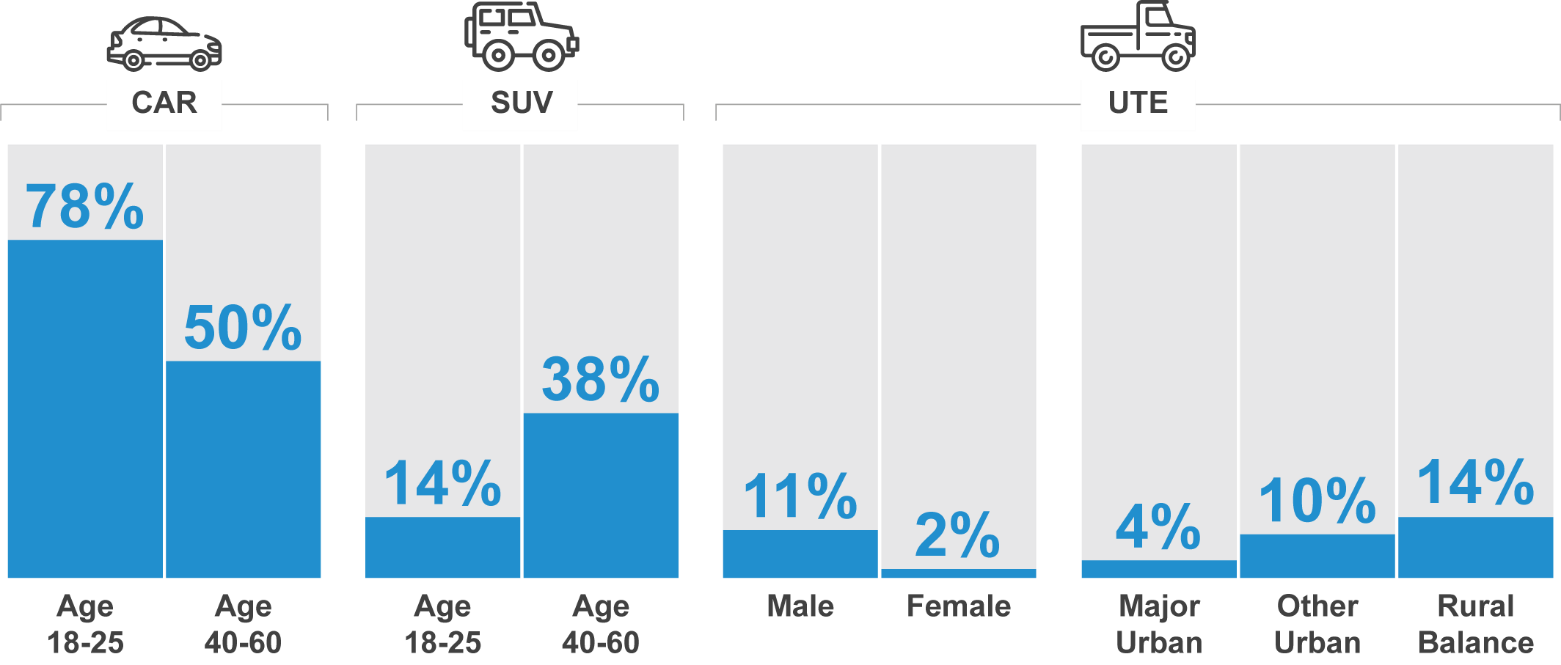 CAR
SUV
UTE
78%
50%
14%
38%
11%
2%
4%
10%
14%
Age
18-25
Age
40-60
Age
18-25
Age
40-60
Male
Female
Major
Urban
Other
Urban
Rural
Balance